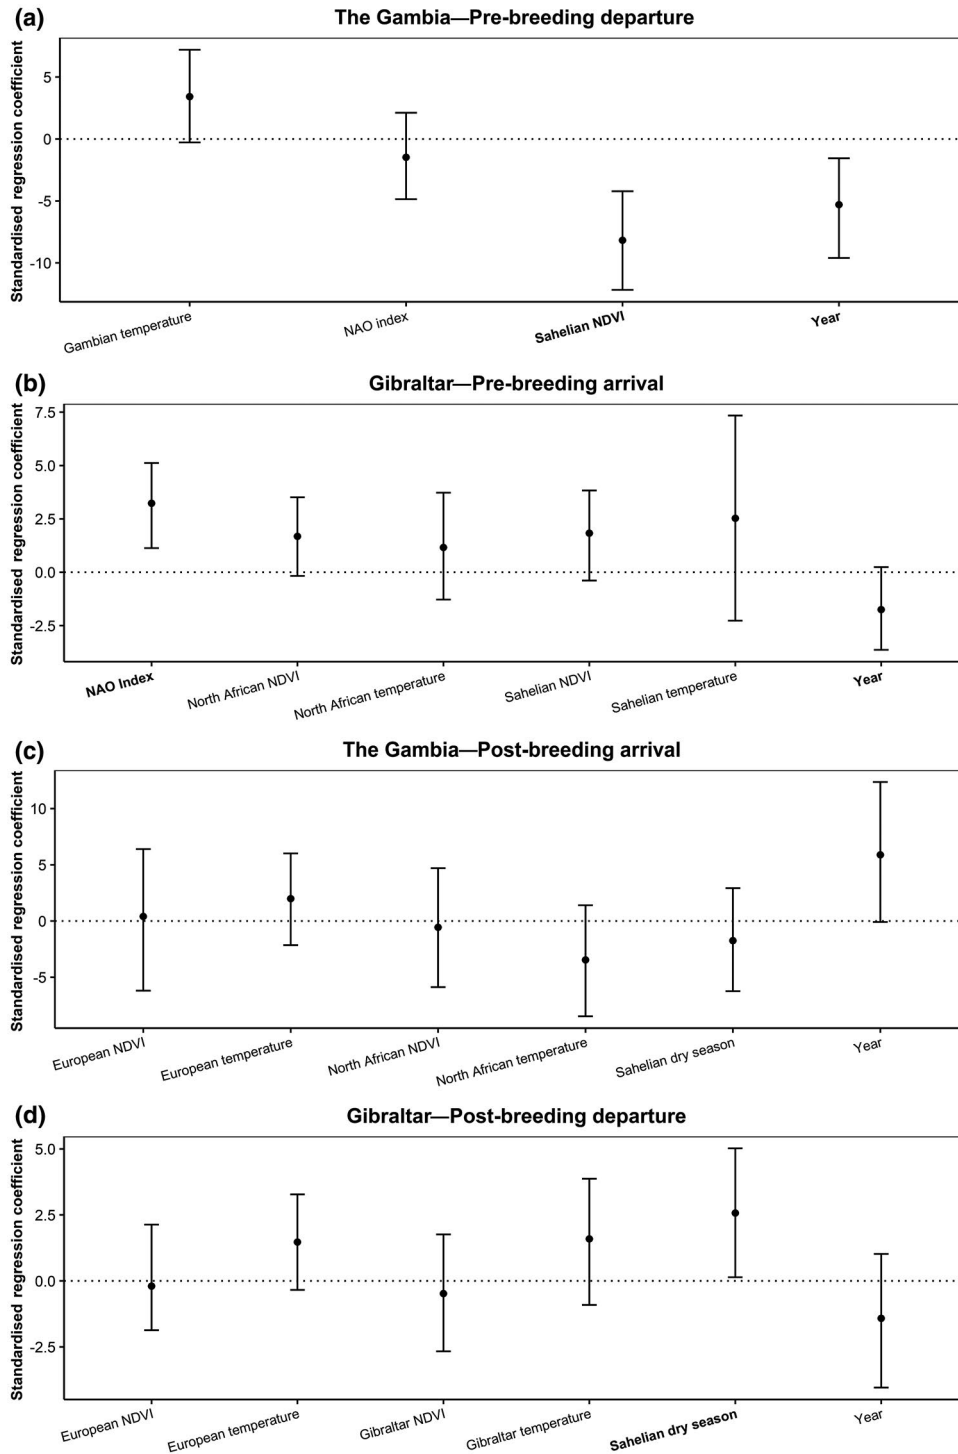 (a)
The Gambia—Pre-breeding departure
Standardised regression coefficient
5
0
-5
-10
Gambian temperature
NAO index
Sahelian NDVI
Year
(b)
Gibraltar—Pre-breeding arrival
Standardised regression coefficient
7.5
5.0
2.5
0.0
-2.5
NAO Index
North African NDVI
North African temperature
Sahelian NDVI
Sahelian temperature
Year
(c)
The Gambia—Post-breeding arrival
Standardised regression coefficient
10
5
0
-5
European NDVI
European temperature
North African NDVI
North African temperature
Sahelian dry season
Year
(d)
Gibraltar—Post-breeding departure
Standardised regression coefficient
5.0
2.5
0.0
-2.5
European NDVI
European temperature
Gibraltar NDVI
Gibraltar temperature
Sahelian dry season
Year